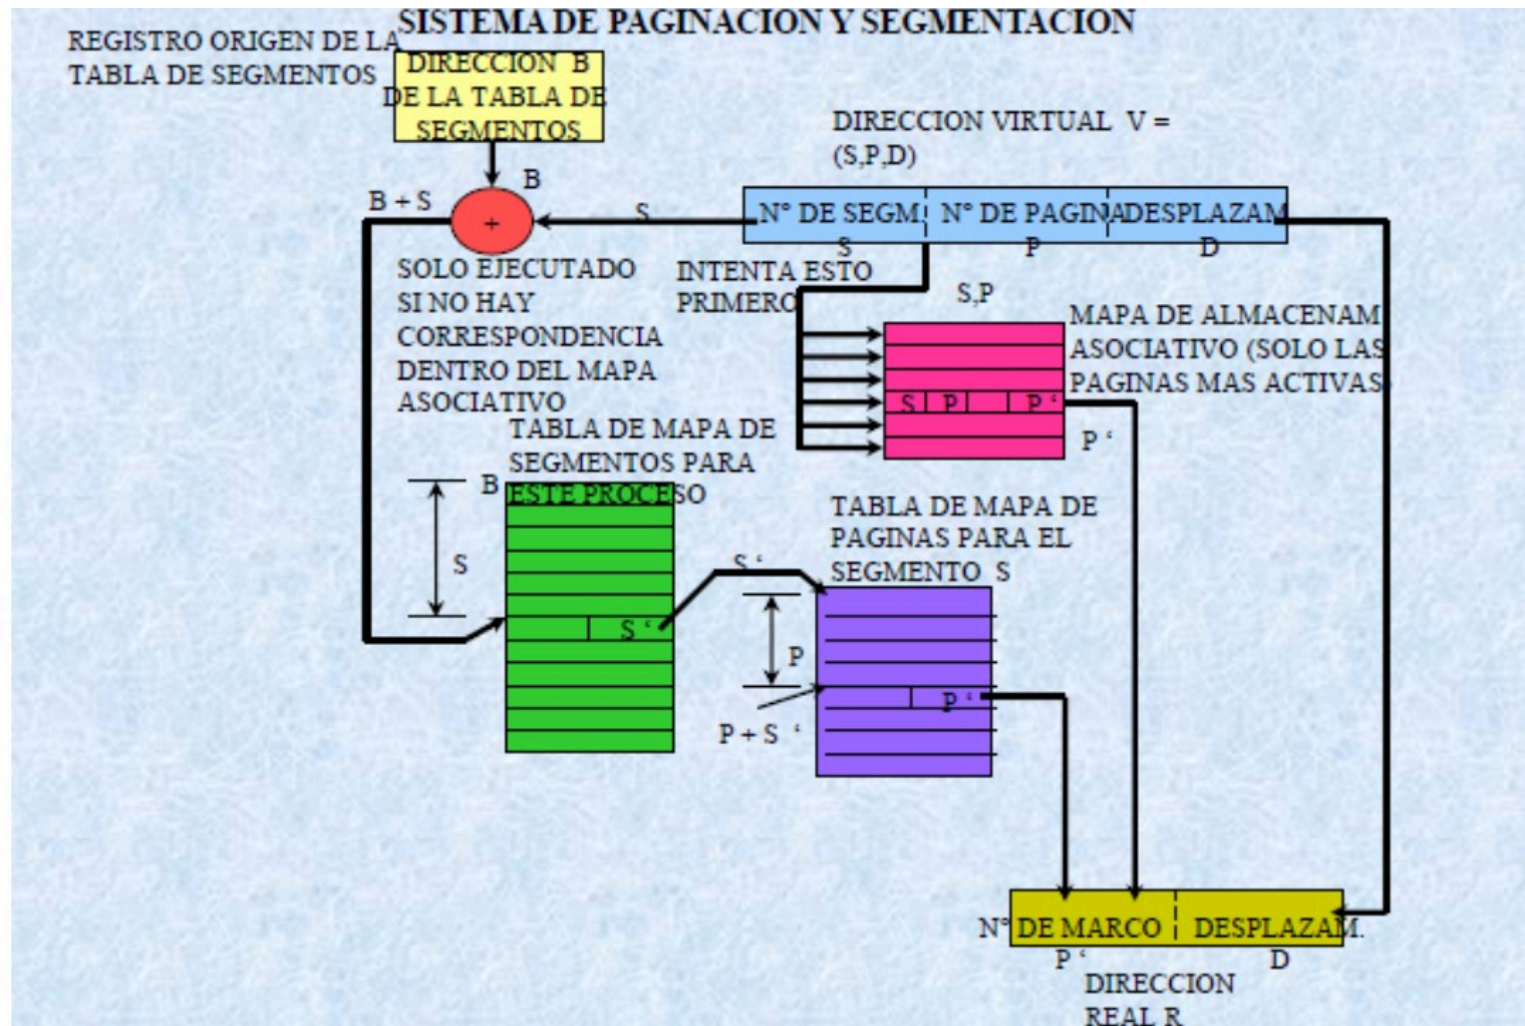 SISTEMA DE PAGINACION Y SEGMENTACION
REGISTRO ORIGEN DE LA
TABLA DE SEGMENTOS
DIRECCION B
DE LA TABLA DE
SEGMENTOS
DIRECCION VIRTUAL V =
(S,P,D)
B
B + S
+
S
N° DE SEGM.
S
N° DE PAGINA
P
DESPLAZAM
D
SOLO EJECUTADO
SI NO HAY
CORRESPONDENCIA
DENTRO DEL MAPA
ASOCIATIVO
INTENTA ESTO
PRIMERO
S,P
MAPA DE ALMACENAM
ASOCIATIVO (SOLO LAS
PAGINAS MAS ACTIVAS)
S P P ‘
P ‘
TABLA DE MAPA DE
SEGMENTOS PARA
ESTE PROCESO
B
S
S ‘
S ‘
TABLA DE MAPA DE
PAGINAS PARA EL
SEGMENTO S
P
P ‘
P + S ‘
N° DE MARCO
P ‘
DESPLAZAM.
D
DIRECCION
REAL R